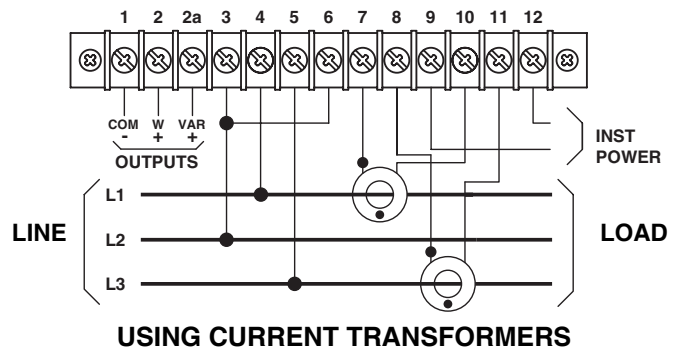 1 2 2a 3 4 5 6 7 8 9 10 11 12
COM W VAR
- + +
OUTPUTS
INST
POWER
L1
LINE L2 LOAD
L3
USING CURRENT TRANSFORMERS